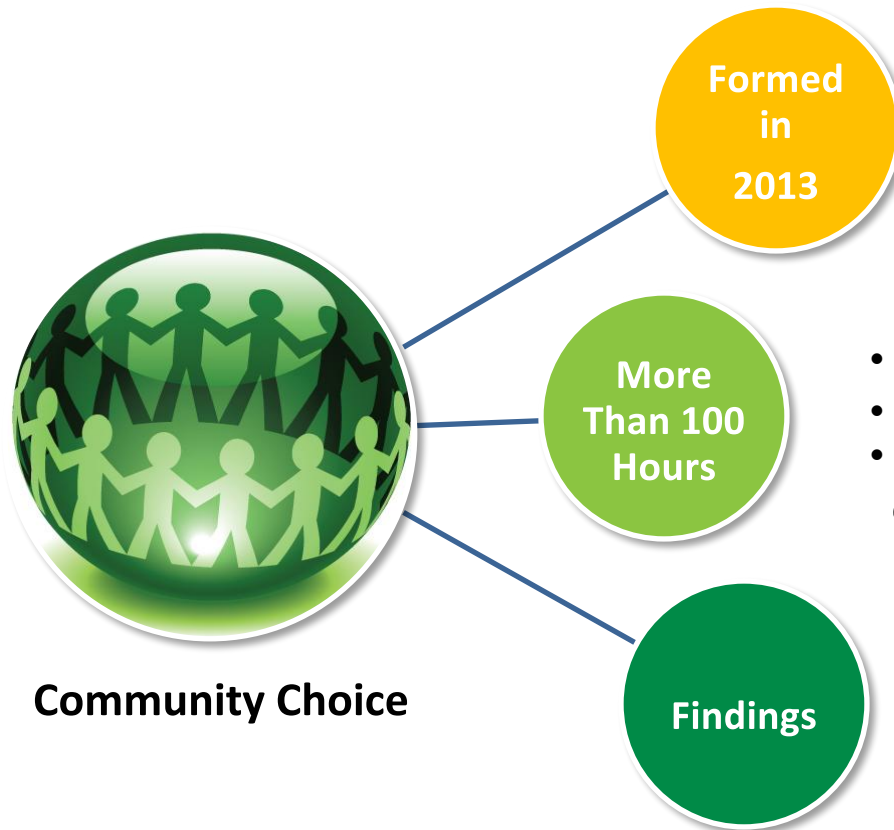 Formed
in
2013
More
Than 100
Hours
Community Choice
Findings